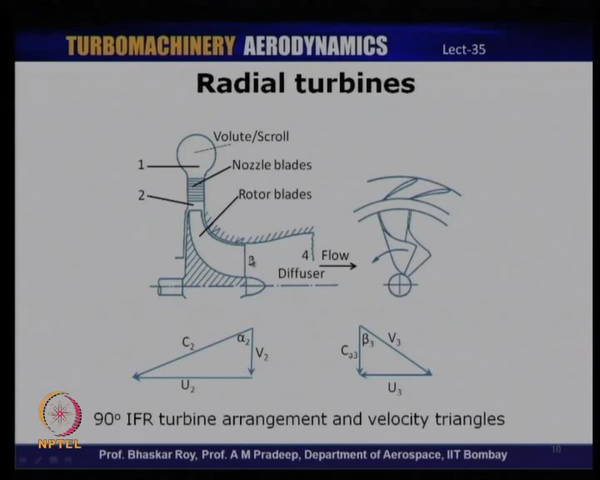 TURBOMACHINERY AERODYNAMICS
Lect-35
Radial turbines
Volute/Scroll
1
Nozzle blades
2
Rotor blades
3
4
Flow
Diffuser
C2
α2
V2
U2
β3
V3
Ca3
U3
90o IFR turbine arrangement and velocity triangles
NPTEL
Prof. Bhaskar Roy, Prof. A M Pradeep, Department of Aerospace, IIT Bombay
10